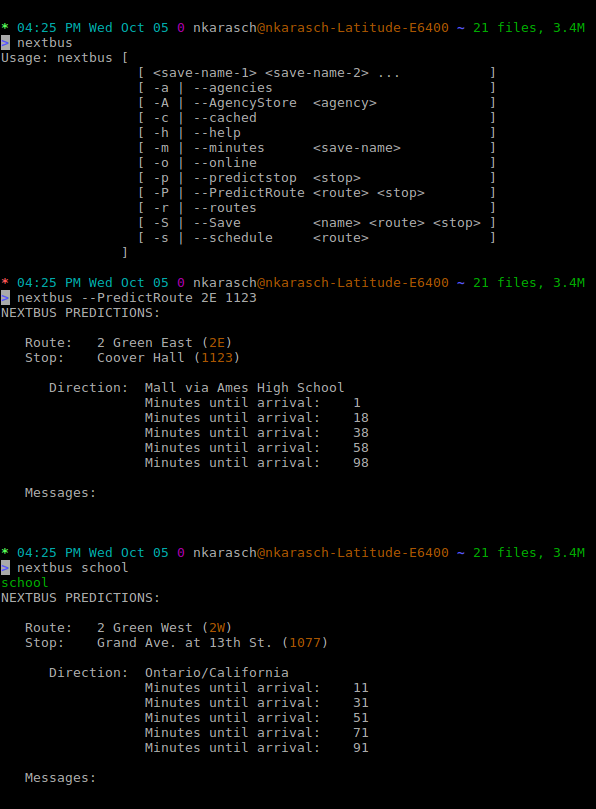 * 04:25 PM Wed Oct 05 0 nkarasch@nkarasch-Latitude-E6400 ~ 21 files, 3.4M
> nextbus
Usage: nextbus [
                 [ <save-name-1> <save-name-2> ...           ]
                 [ -a | --agencies                           ]
                 [ -A | --AgencyStore  <agency>              ]
                 [ -c | --cached                             ]
                 [ -h | --help                               ]
                 [ -m | --minutes      <save-name>           ]
                 [ -o | --online                             ]
                 [ -p | --predictstop  <stop>                ]
                 [ -P | --PredictRoute <route> <stop>        ]
                 [ -r | --routes                             ]
                 [ -S | --Save         <name> <route> <stop> ]
                 [ -s | --schedule     <route>               ]
               ]
* 04:25 PM Wed Oct 05 0 nkarasch@nkarasch-Latitude-E6400 ~ 21 files, 3.4M
> nextbus --PredictRoute 2E 1123
NEXTBUS PREDICTIONS:
   Route:   2 Green East (2E)
   Stop:    Coover Hall (1123)
      Direction:  Mall via Ames High School
                  Minutes until arrival:    1
                  Minutes until arrival:    18
                  Minutes until arrival:    38
                  Minutes until arrival:    58
                  Minutes until arrival:    98
   Messages:
* 04:25 PM Wed Oct 05 0 nkarasch@nkarasch-Latitude-E6400 ~ 21 files, 3.4M
> nextbus school
school
NEXTBUS PREDICTIONS:
   Route:   2 Green West (2W)
   Stop:    Grand Ave. at 13th St. (1077)
      Direction:  Ontario/California
                  Minutes until arrival:    11
                  Minutes until arrival:    31
                  Minutes until arrival:    51
                  Minutes until arrival:    71
                  Minutes until arrival:    91
   Messages: